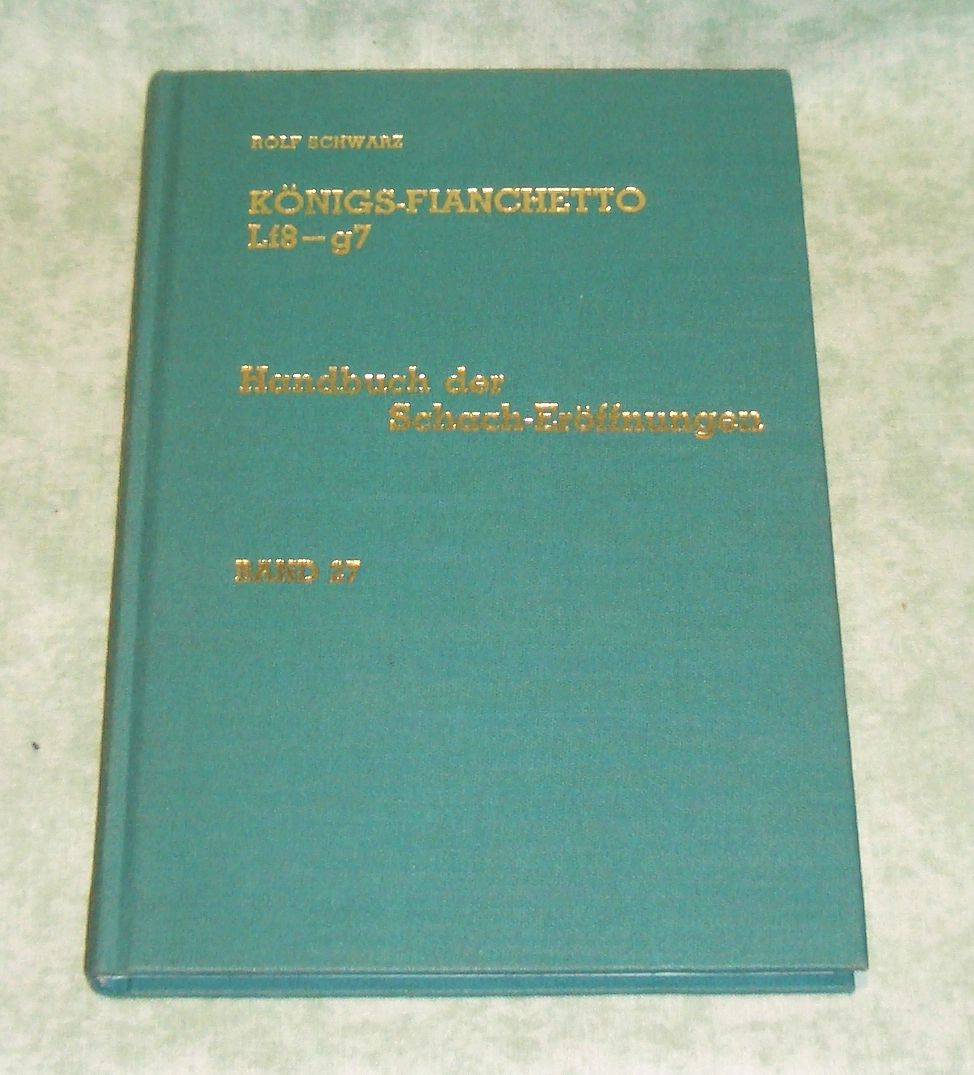 ROLF SCHWARZ
KÖNIGS-FIANCHETTO
Lf8—g7
Handbuch der
Schach-Eröffnungen
BAND 27